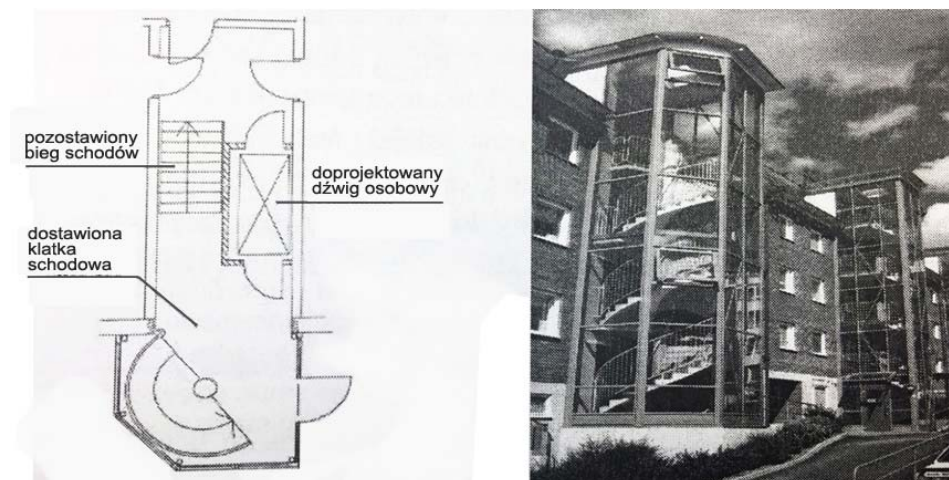 pozostawiony
bieg schodów
doprojektowany
dźwig osobowy
dostawiona
klatka
schodowa